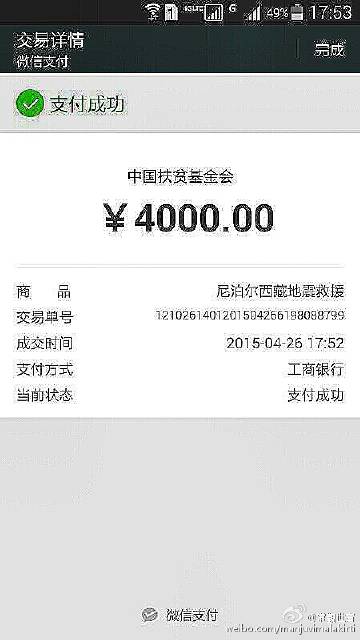 49% 17:53
交易详情
微信支付
完成
支付成功
中国扶贫基金会
￥4000.00
商 品 尼泊尔西藏地震救援
交易单号 1210261401201504266198088799
成交时间 2015-04-26 17:52
支付方式 工商银行
当前状态 支付成功
微信支付
weibo.com/manjuvimalakirti